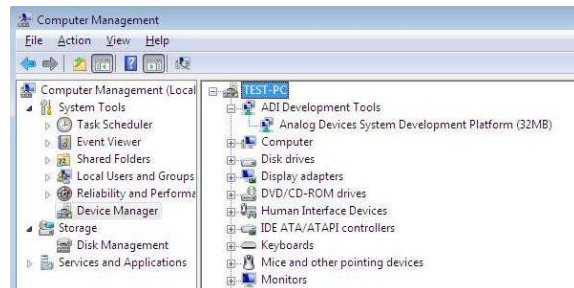 Computer Management
File Action View Help
Computer Management (Local
System Tools
Task Scheduler
Event Viewer
Shared Folders
Local Users and Groups
Reliability and Performa
Device Manager
Storage
Disk Management
Services and Applications
TEST-PC
ADI Development Tools
Analog Devices System Development Platform (32MB)
Computer
Disk drives
Display adapters
DVD/CD-ROM drives
Human Interface Devices
IDE ATA/ATAPI controllers
Keyboards
Mice and other pointing devices
Monitors